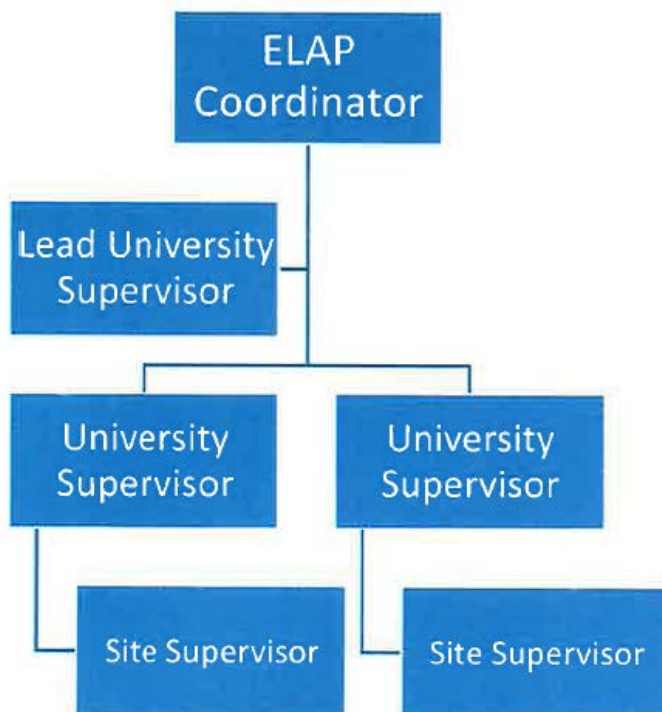 ELAP
Coordinator
Lead University
Supervisor
University
Supervisor
University
Supervisor
Site Supervisor
Site Supervisor